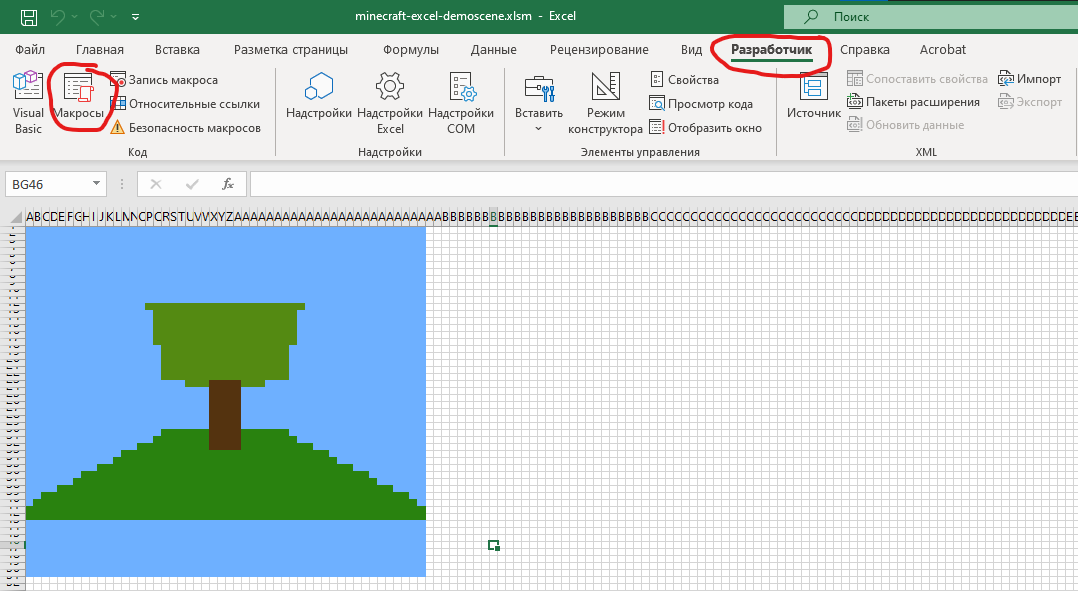 minecraft-excel-demoscene.xlsm - Excel
Поиск
Файл Главная Вставка Разметка страницы Формулы Данные Рецензирование Вид Разработчик Справка Acrobat
Visual Basic
Макросы
Запись макроса
Относительные ссылки
Безопасность макросов
Код
Надстройки
Надстройки Excel
Надстройки COM
Надстройки
Вставить
Режим конструктора
Свойства
Просмотр кода
Отобразить окно
Элементы управления
Источник
Сопоставить свойства
Пакеты расширения
Обновить данные
Импорт
Экспорт
XML
BG46
fx